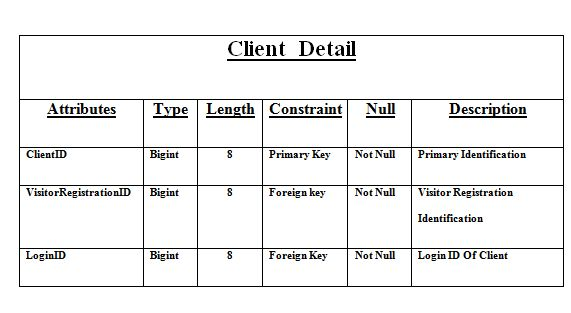 Client Detail
Attributes Type Length Constraint Null Description
ClientID Bigint 8 Primary Key Not Null Primary Identification
VisitorRegistrationID Bigint 8 Foreign key Not Null Visitor Registration
Identification
LoginID Bigint 8 Foreign Key Not Null Login ID Of Client